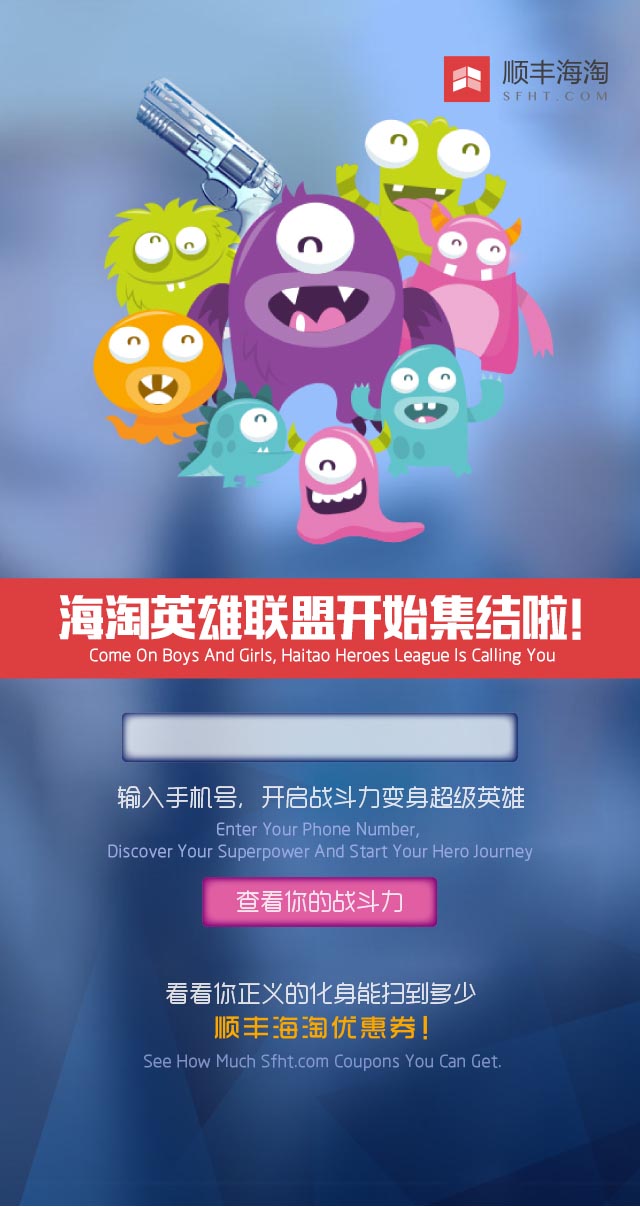 顺丰海淘
SFHT.COM
海淘英雄联盟开始集结啦!
Come On Boys And Girls, Haitao Heroes League Is Calling You
输入手机号，开启战斗力变身超级英雄
Enter Your Phone Number,
Discover Your Superpower And Start Your Hero Journey
查看你的战斗力
看看你正义的化身能扫到多少
顺丰海淘优惠券!
See How Much Sfht.com Coupons You Can Get.